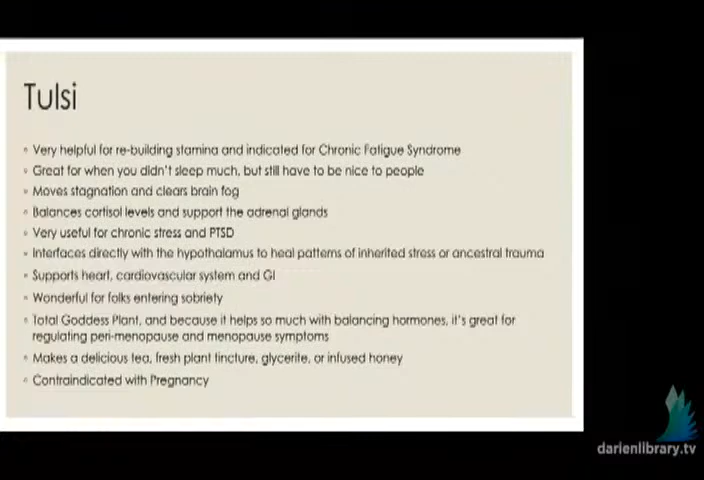 Tulsi
Very helpful for re-building stamina and indicated for Chronic Fatigue Syndrome
Great for when you didn't sleep much, but still have to be nice to people
Moves stagnation and clears brain fog
Balances cortisol levels and support the adrenal glands
Very useful for chronic stress and PTSD
Interfaces directly with the hypothalamus to heal patterns of inherited stress or ancestral trauma
Supports heart, cardiovascular system and GI
Wonderful for folks entering sobriety
Total Goddess Plant, and because it helps so much with balancing hormones, it's great for
regulating peri-menopause and menopause symptoms
Makes a delicious tea, fresh plant tincture, glycerite, or infused honey
Contraindicated with Pregnancy
darienlibrary.tv